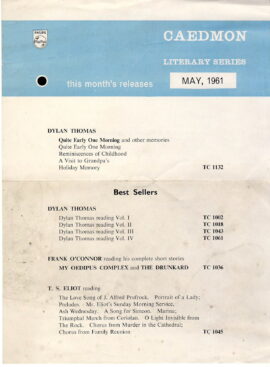 PHILIPS
CAEDMON
LITERARY SERIES
this month's releases
MAY, 1961
DYLAN THOMAS
Quite Early One Morning and other memories
Quite Early One Morning
Reminiscences of Childhood
A Visit to Grandpa's
Holiday Memory TC 1132
Best Sellers
DYLAN THOMAS
Dylan Thomas reading Vol. I TC 1002
Dylan Thomas reading Vol. II TC 1018
Dylan Thomas reading Vol. III TC 1043
Dylan Thomas reading Vol. IV TC 1061
FRANK O'CONNOR reading his complete short stories
MY OEDIPUS COMPLEX and THE DRUNKARD TC 1036
T. S. ELIOT reading
The Love Song of J. Alfred Prufrock. Portrait of a Lady;
Preludes. Mr. Eliot's Sunday Morning Service,
Ash Wednesday. A Song for Simeon. Marina;
Triumphal March from Coriolan. O Light Invisible from
The Rock. Chorus from Murder in the Cathedral;
Chorus from Family Reunion TC 1045